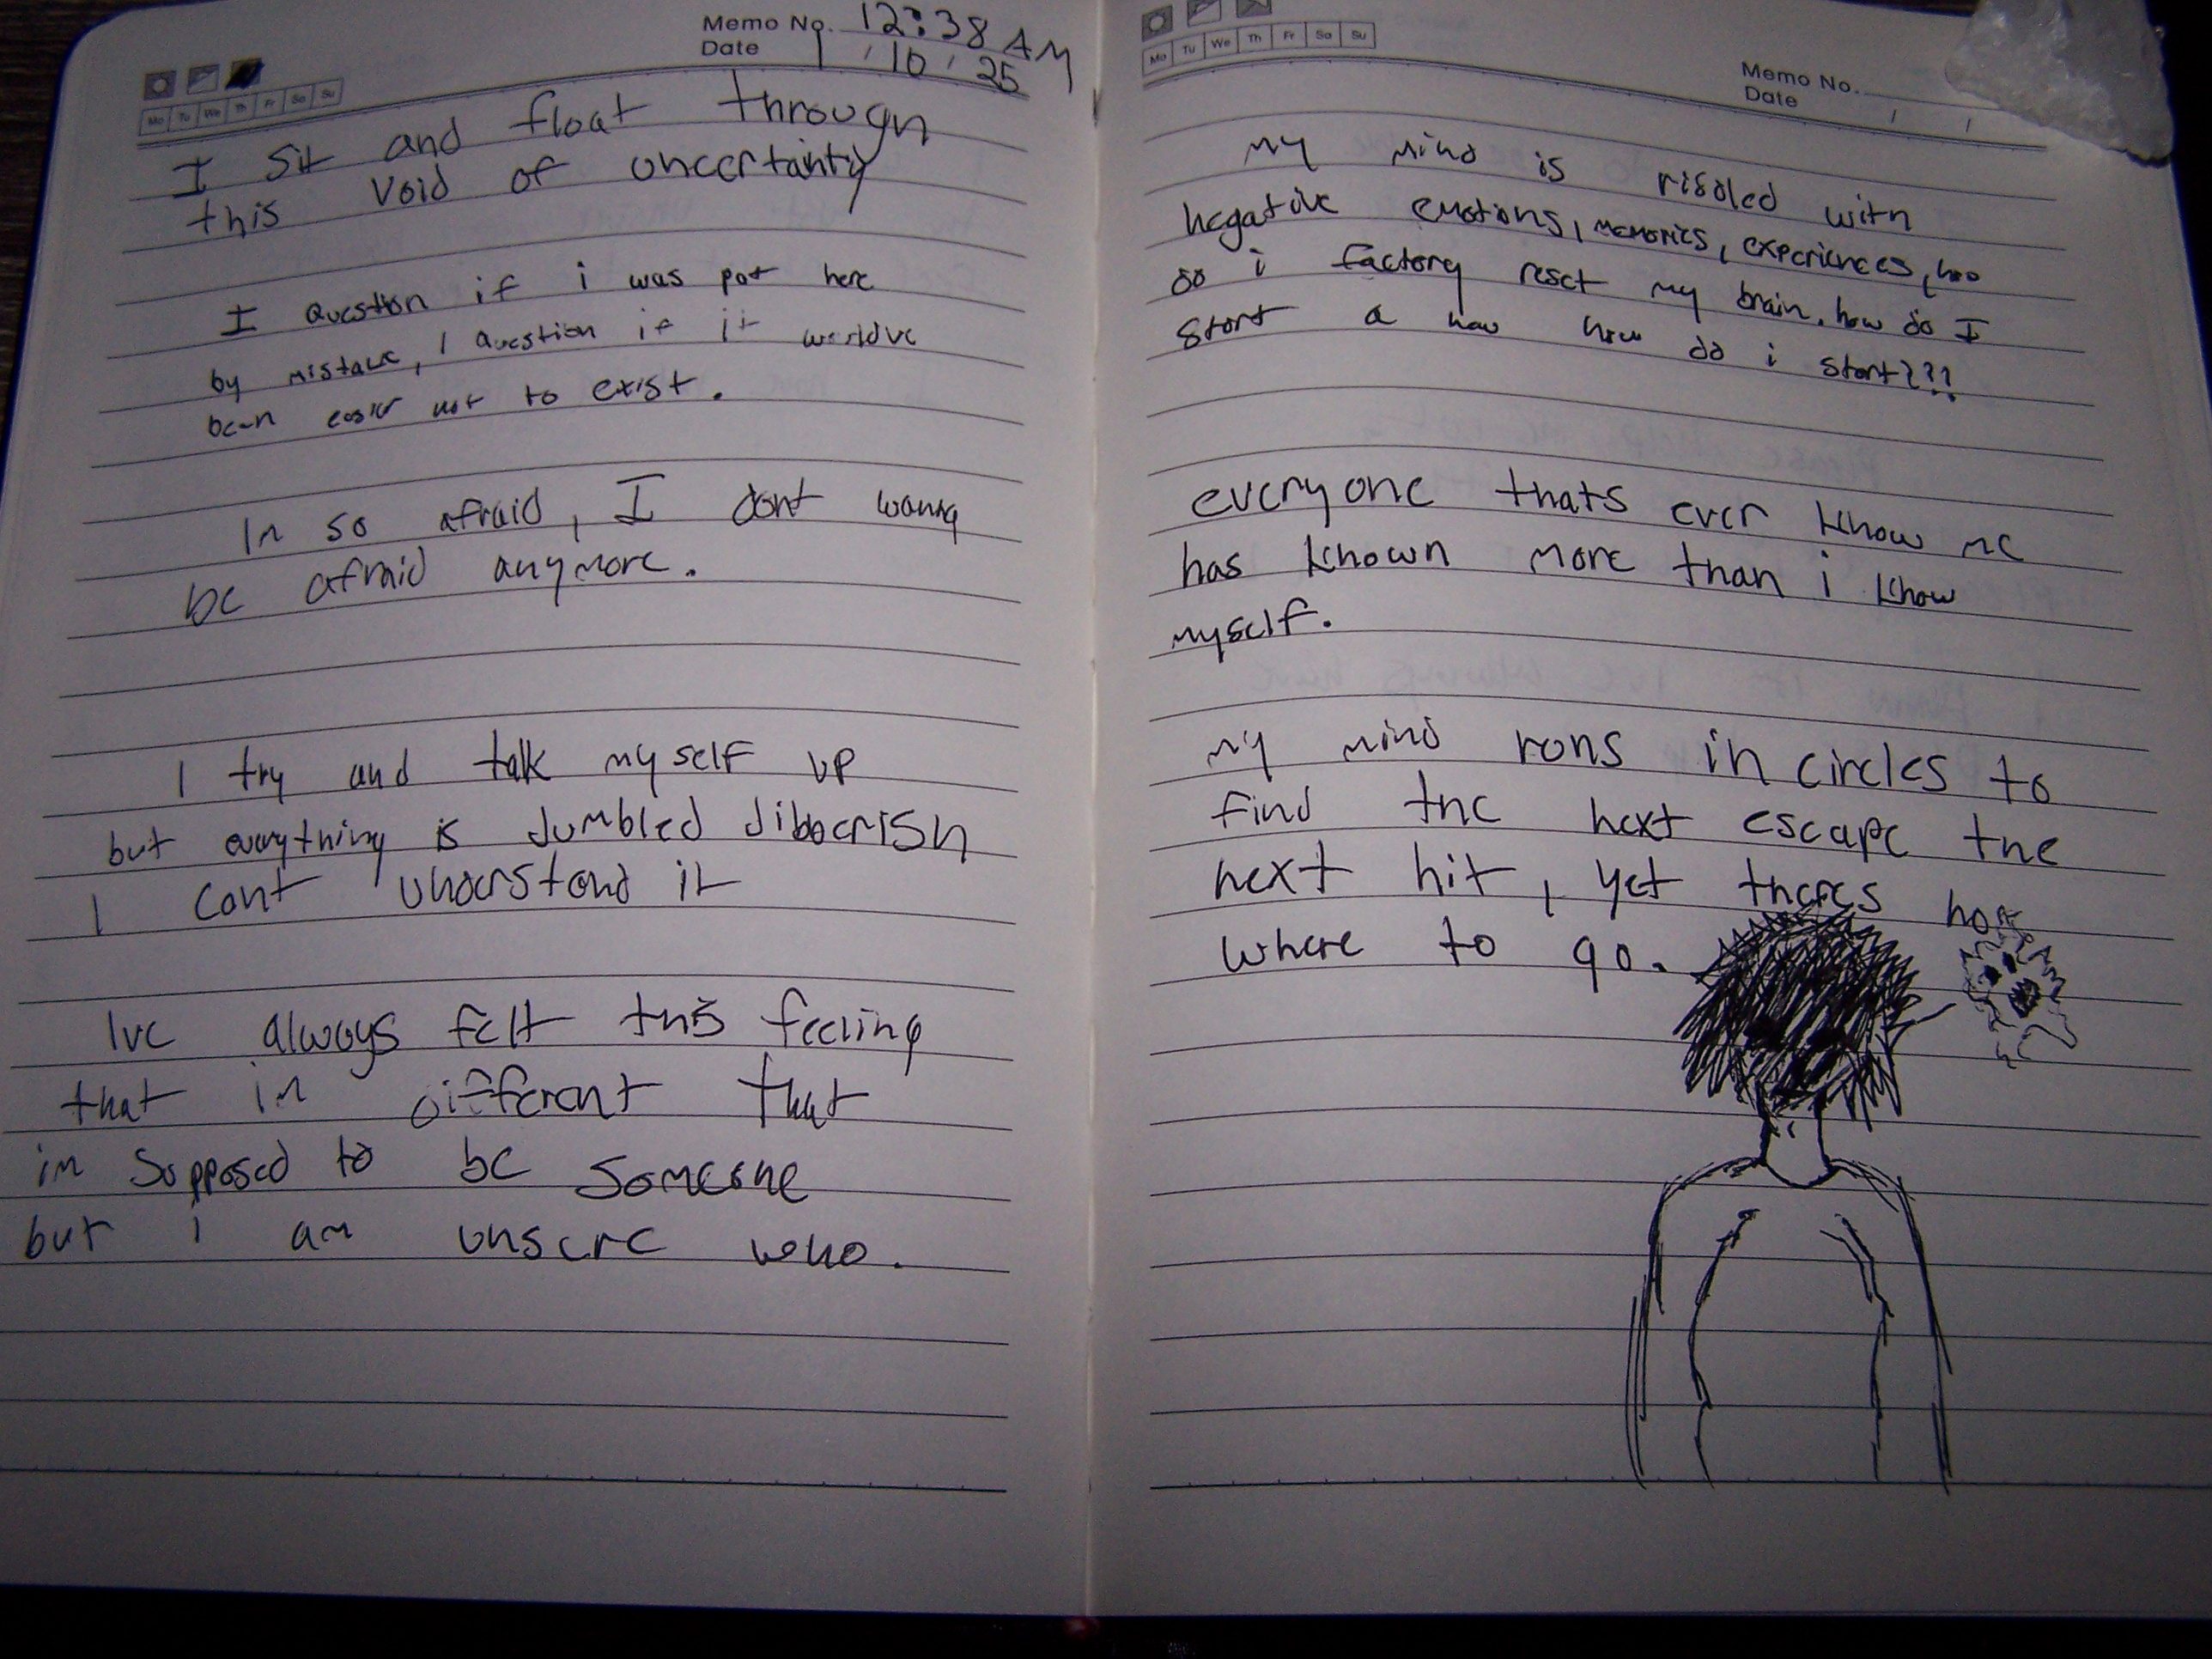 Memo No. 12:38 AM
Date 1 / 10 / 25
Mo Tu We Th Fr Sa Su
I sit and float through
this void of uncertainty
I question if i was put here
by mistake, I question if it wouldve
been easier not to exist.
Im so afraid, I dont wanna
be afraid anymore.
I try and talk myself up
but everything is Jumbled Jibberish
I cant understand it
Ive always felt this feeling
that im different that
im supposed to be someone
but i am unsure who.
Mo Tu We Th Fr Sa Su
Memo No.
Date / /
My mind is riddled with
negative emotions, memories, experiences, how
do i factory reset my brain. how do I
start a new how do i start???
everyone thats ever know me
has known more than i know
myself.
my mind runs in circles to
find the next escape the
next hit, yet theres no
where to go.